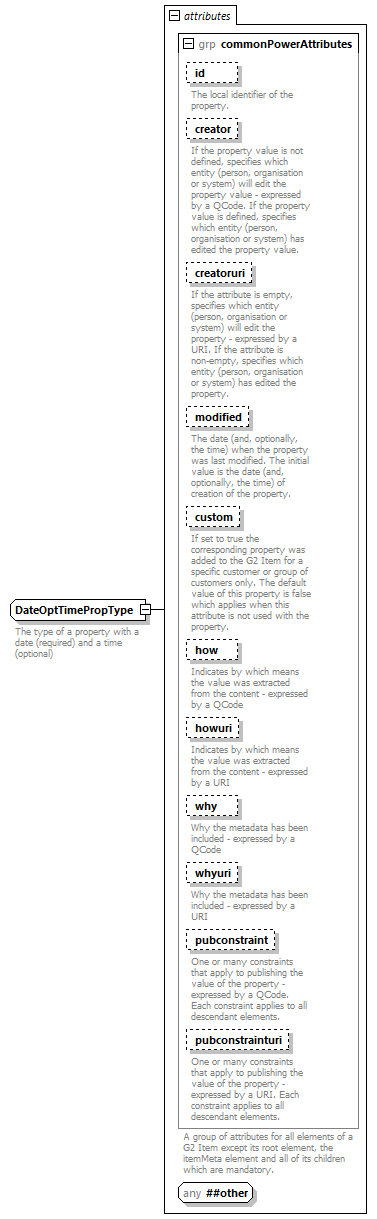 attributes
grp commonPowerAttributes
id
The local identifier of the
property.
creator
If the property value is not
defined, specifies which
entity (person, organisation
or system) will edit the
property value - expressed
by a QCode. If the property
value is defined, specifies
which entity (person,
organisation or system) has
edited the property value.
creatoruri
If the attribute is empty,
specifies which entity
(person, organisation or
system) will edit the
property - expressed by a
URI. If the attribute is
non-empty, specifies which
entity (person, organisation
or system) has edited the
property.
modified
The date (and, optionally,
the time) when the property
was last modified. The initial
value is the date (and,
optionally, the time) of
creation of the property.
custom
If set to true the
corresponding property was
added to the G2 Item for a
specific customer or group of
customers only. The default
value of this property is false
which applies when this
attribute is not used with the
property.
DateOptTimePropType
The type of a property with a
date (required) and a time
(optional)
how
Indicates by which means
the value was extracted
from the content - expressed
by a QCode
howuri
Indicates by which means
the value was extracted
from the content - expressed
by a URI
why
Why the metadata has been
included - expressed by a
QCode
whyuri
Why the metadata has been
included - expressed by a
URI
pubconstraint
One or many constraints
that apply to publishing the
value of the property -
expressed by a QCode.
Each constraint applies to all
descendant elements.
pubconstrainturi
One or many constraints
that apply to publishing the
value of the property -
expressed by a URI. Each
constraint applies to all
descendant elements.
A group of attributes for all elements of a
G2 Item except its root element, the
itemMeta element and all of its children
which are mandatory.
any ##other